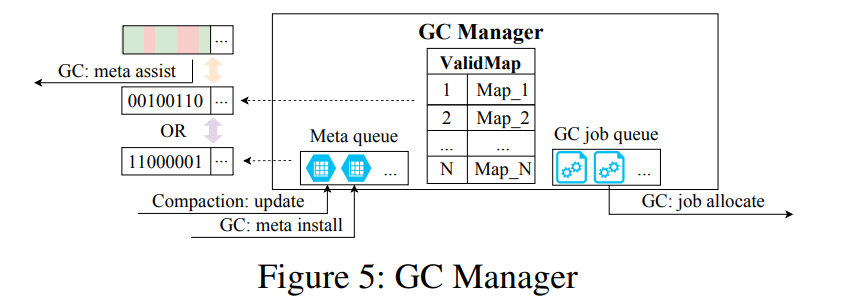 GC Manager
...
GC: meta assist
ValidMap
1 Map_1
00100110 ...
2 Map_2
OR
Meta queue
... ...
GC job queue
11000001 ...
...
N Map_N
...
Compaction: update
GC: job allocate
GC: meta install
Figure 5: GC Manager